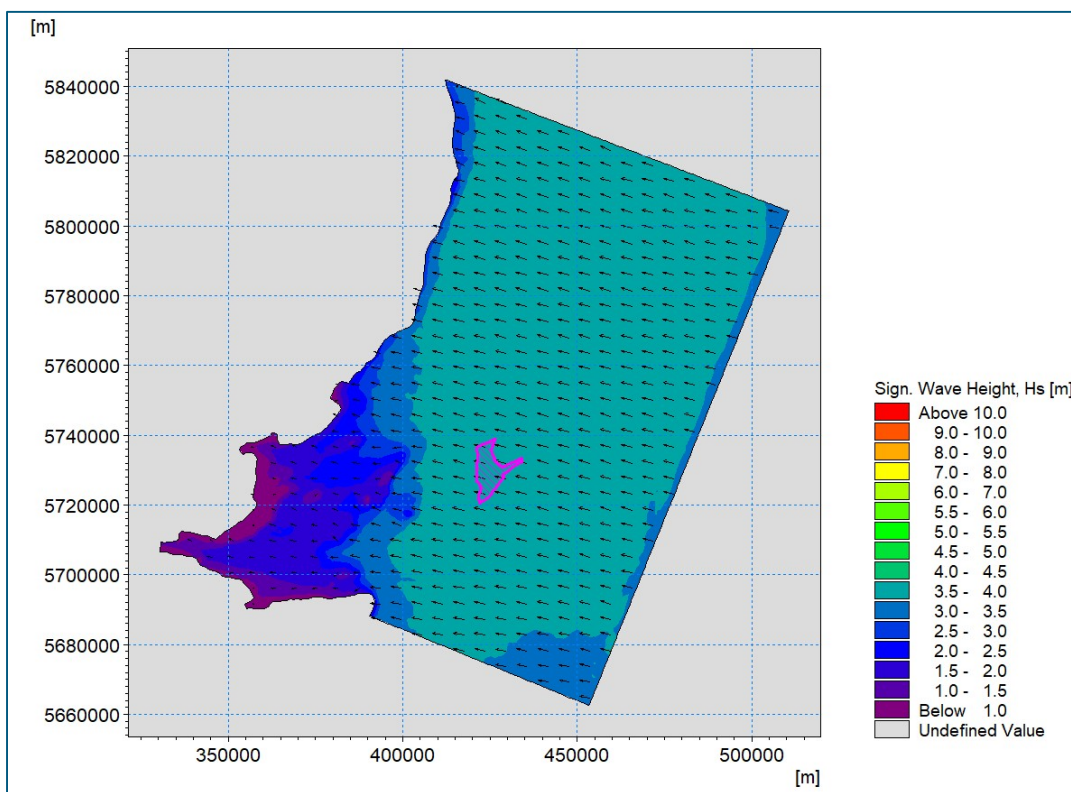 [m]
5840000
5820000
5800000
5780000
5760000
5740000
5720000
5700000
5680000
5660000
350000 400000 450000 500000
[m]
Sign. Wave Height, Hs [m]
Above 10.0
9.0 - 10.0
8.0 - 9.0
7.0 - 8.0
6.0 - 7.0
5.5 - 6.0
5.0 - 5.5
4.5 - 5.0
4.0 - 4.5
3.5 - 4.0
3.0 - 3.5
2.5 - 3.0
2.0 - 2.5
1.5 - 2.0
1.0 - 1.5
Below 1.0
Undefined Value